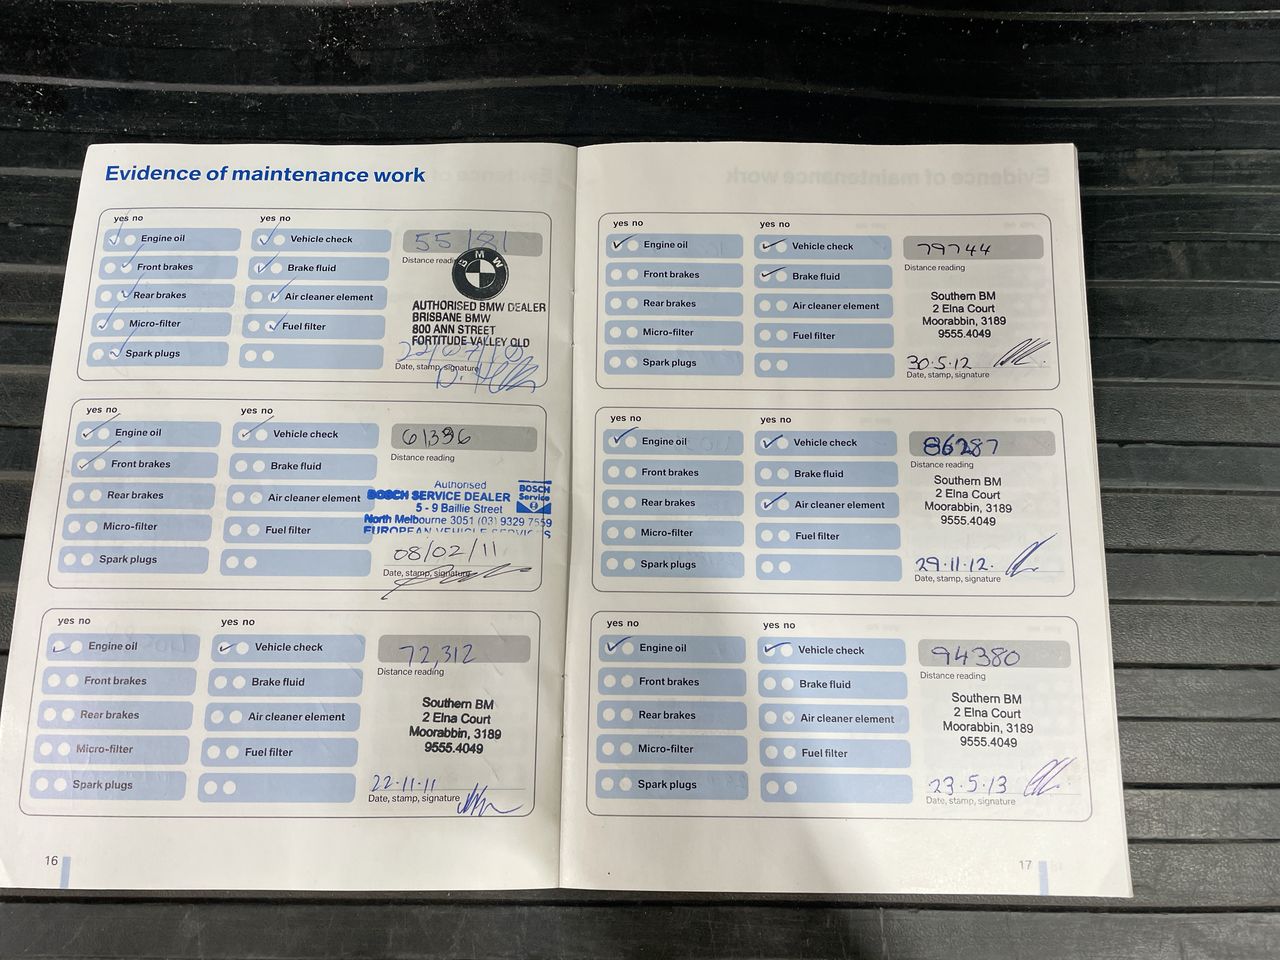 Evidence of maintenance work
yes no
yes no
Engine oil
Vehicle check
55181
Front brakes
Brake fluid
Distance reading
BMW
Rear brakes
Air cleaner element
AUTHORISED BMW DEALER
BRISBANE BMW
Micro-filter
Fuel filter
800 ANN STREET
FORTITUDE VALLEY QLD
Spark plugs
22/07/10
Date, stamp, signature
yes no
yes no
Engine oil
Vehicle check
61396
Front brakes
Brake fluid
Distance reading
Rear brakes
Air cleaner element
Authorised
BOSCH SERVICE DEALER
BOSCH
Service
5 - 9 Baillie Street
North Melbourne 3051 (03) 9329 7559
EUROPEAN VEHICLE SERVICES
Micro-filter
Fuel filter
Spark plugs
08/02/11
Date, stamp, signature
yes no
yes no
Engine oil
Vehicle check
72,312
Front brakes
Brake fluid
Distance reading
Rear brakes
Air cleaner element
Southern BM
2 Elna Court
Moorabbin, 3189
9555.4049
Micro-filter
Fuel filter
Spark plugs
22.11.11
Date, stamp, signature
16
yes no
yes no
Engine oil
Vehicle check
79744
Front brakes
Brake fluid
Distance reading
Rear brakes
Air cleaner element
Southern BM
2 Elna Court
Moorabbin, 3189
9555.4049
Micro-filter
Fuel filter
Spark plugs
30.5.12
Date, stamp, signature
yes no
yes no
Engine oil
Vehicle check
86287
Front brakes
Brake fluid
Distance reading
Rear brakes
Air cleaner element
Southern BM
2 Elna Court
Moorabbin, 3189
9555.4049
Micro-filter
Fuel filter
Spark plugs
29.11.12.
Date, stamp, signature
yes no
yes no
Engine oil
Vehicle check
94380
Front brakes
Brake fluid
Distance reading
Rear brakes
Air cleaner element
Southern BM
2 Elna Court
Moorabbin, 3189
9555.4049
Micro-filter
Fuel filter
Spark plugs
23.5.13
Date, stamp, signature
17